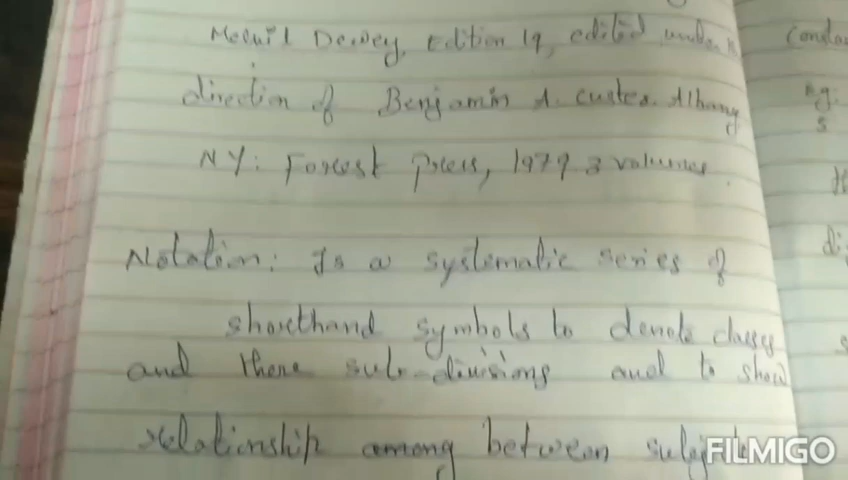 Melvil Dewey, Edition 19, edited under
direction of Benjamin A. Custer. Albany
NY: Forest Press, 1979 3 volumes.
Notation: Is a systematic series of
shorthand symbols to denote classes
and there sub-divisions and to show
relationship among between
FILMIGO
eg.
s